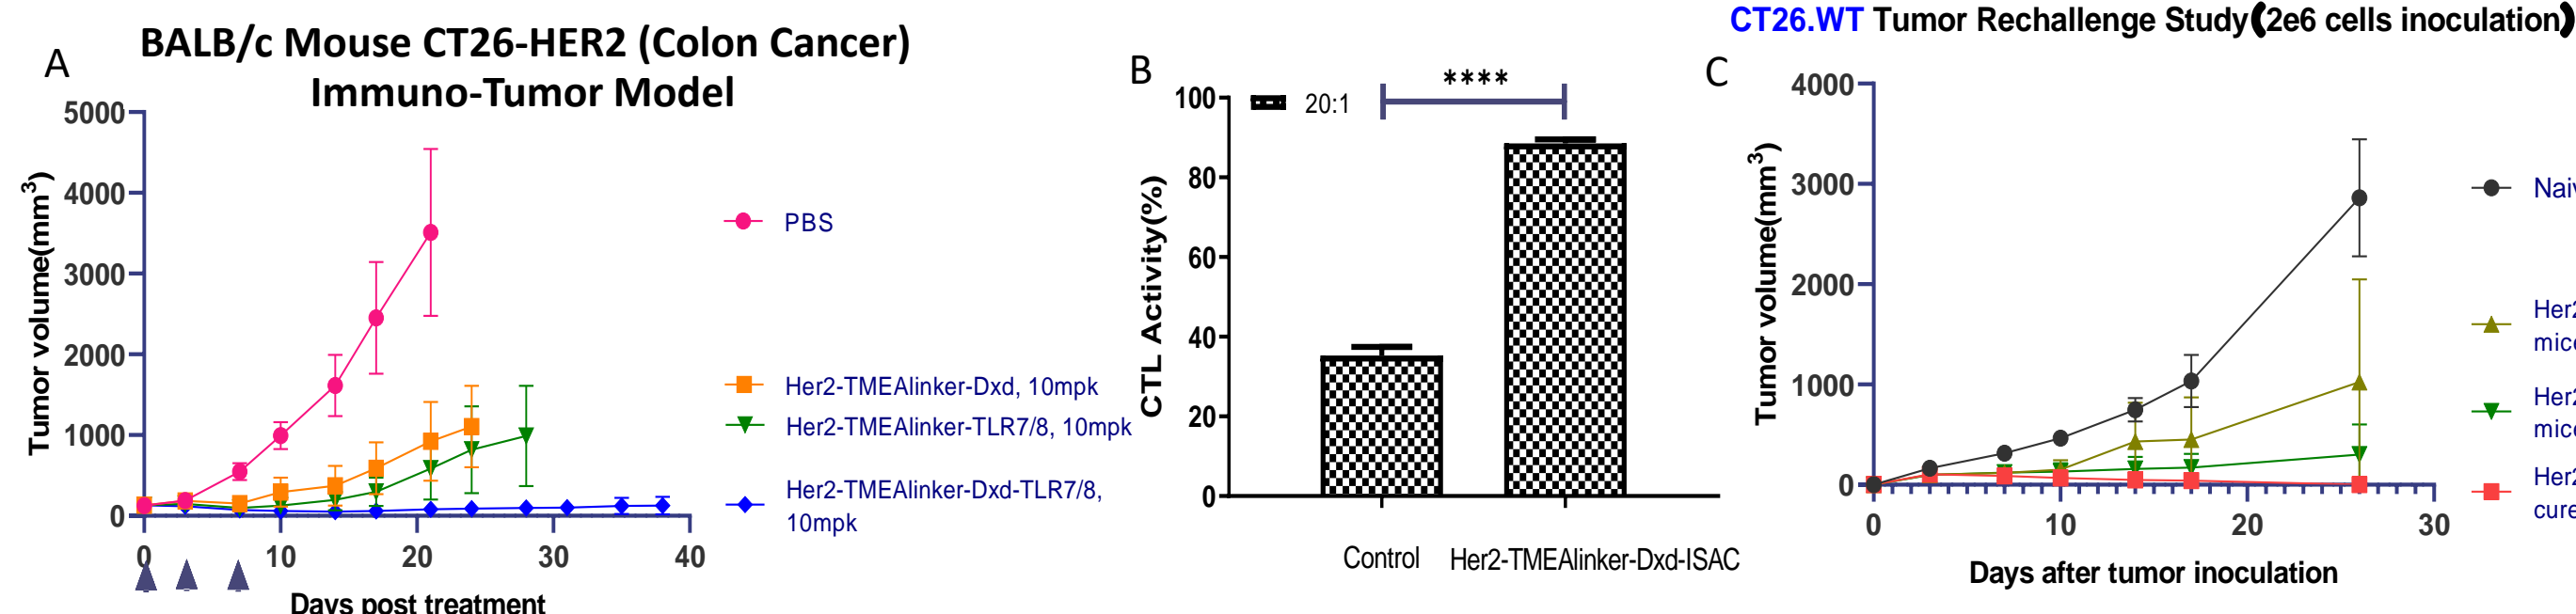 A
BALB/c Mouse CT26-HER2 (Colon Cancer)
Immuno-Tumor Model
5000
4000
3000
2000
1000
0
Tumor volume(mm³)
0 10 20 30 40
Days post treatment
PBS
Her2-TMEAlinker-Dxd, 10mpk
Her2-TMEAlinker-TLR7/8, 10mpk
Her2-TMEAlinker-Dxd-TLR7/8,
10mpk
B
****
20:1
100
80
60
40
20
0
CTL Activity(%)
Control Her2-TMEAlinker-Dxd-ISAC
CT26.WT Tumor Rechallenge Study(2e6 cells inoculation)
C
4000
3000
2000
1000
0
Tumor volume(mm³)
0 10 20 30
Days after tumor inoculation